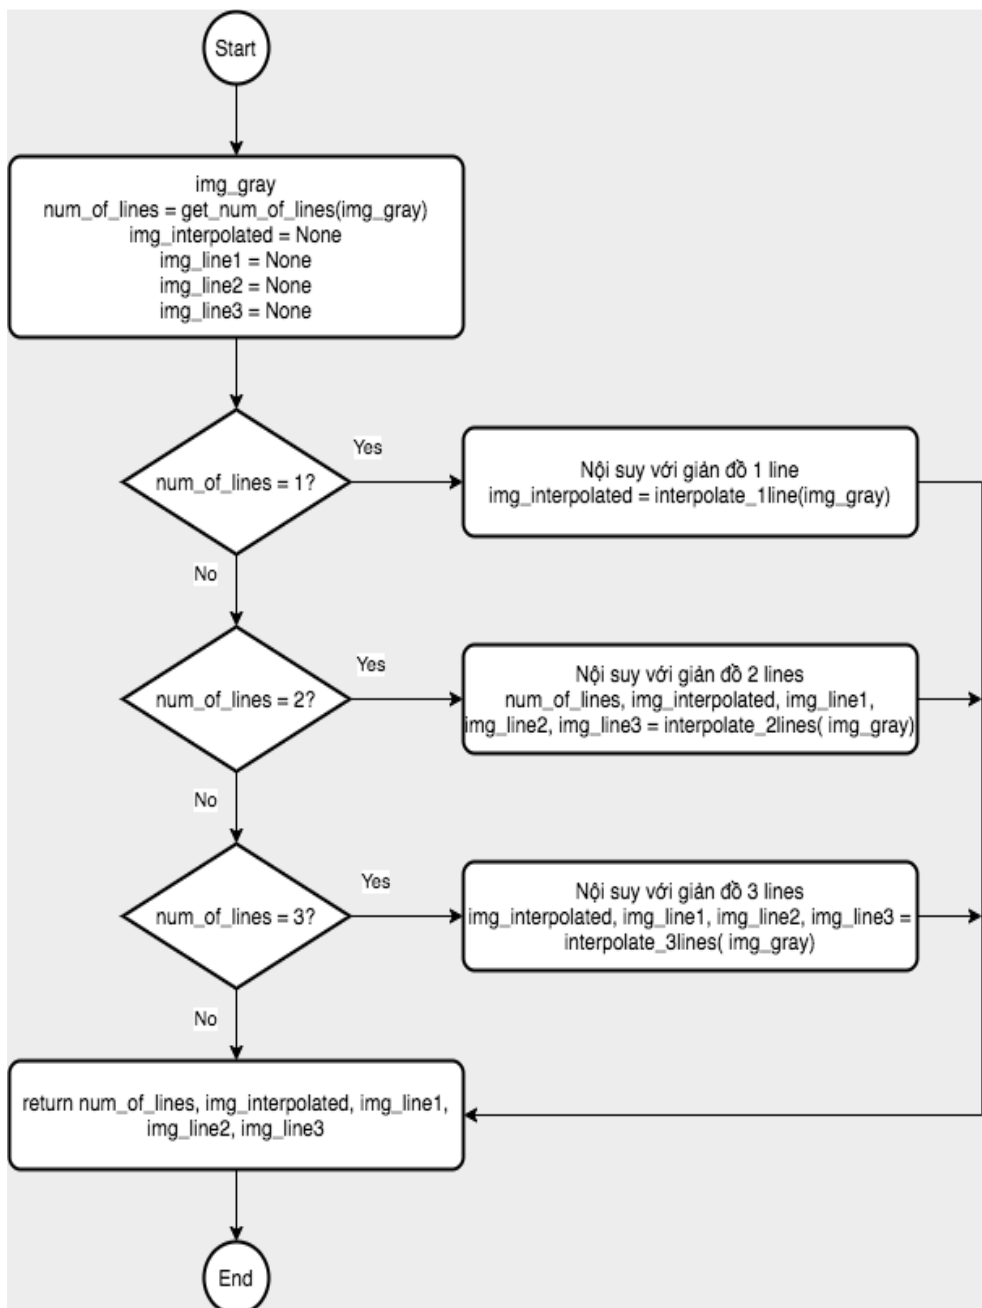 Start
img_gray
num_of_lines = get_num_of_lines(img_gray)
img_interpolated = None
img_line1 = None
img_line2 = None
img_line3 = None
num_of_lines = 1?
Yes
Nội suy với giản đồ 1 line
img_interpolated = interpolate_1line(img_gray)
No
num_of_lines = 2?
Yes
Nội suy với giản đồ 2 lines
num_of_lines, img_interpolated, img_line1,
img_line2, img_line3 = interpolate_2lines( img_gray)
No
num_of_lines = 3?
Yes
Nội suy với giản đồ 3 lines
img_interpolated, img_line1, img_line2, img_line3 =
interpolate_3lines( img_gray)
No
return num_of_lines, img_interpolated, img_line1,
img_line2, img_line3
End